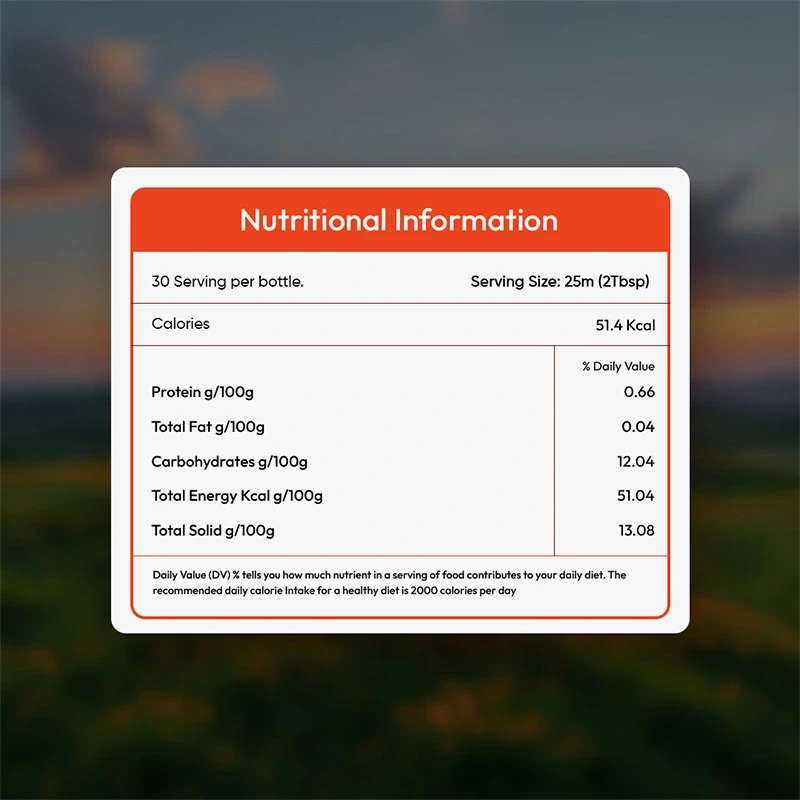 Nutritional Information
30 Serving per bottle. Serving Size: 25m (2Tbsp)
Calories 51.4 Kcal
% Daily Value
Protein g/100g 0.66
Total Fat g/100g 0.04
Carbohydrates g/100g 12.04
Total Energy Kcal g/100g 51.04
Total Solid g/100g 13.08
Daily Value (DV) % tells you how much nutrient in a serving of food contributes to your daily diet. The
recommended daily calorie Intake for a healthy diet is 2000 calories per day